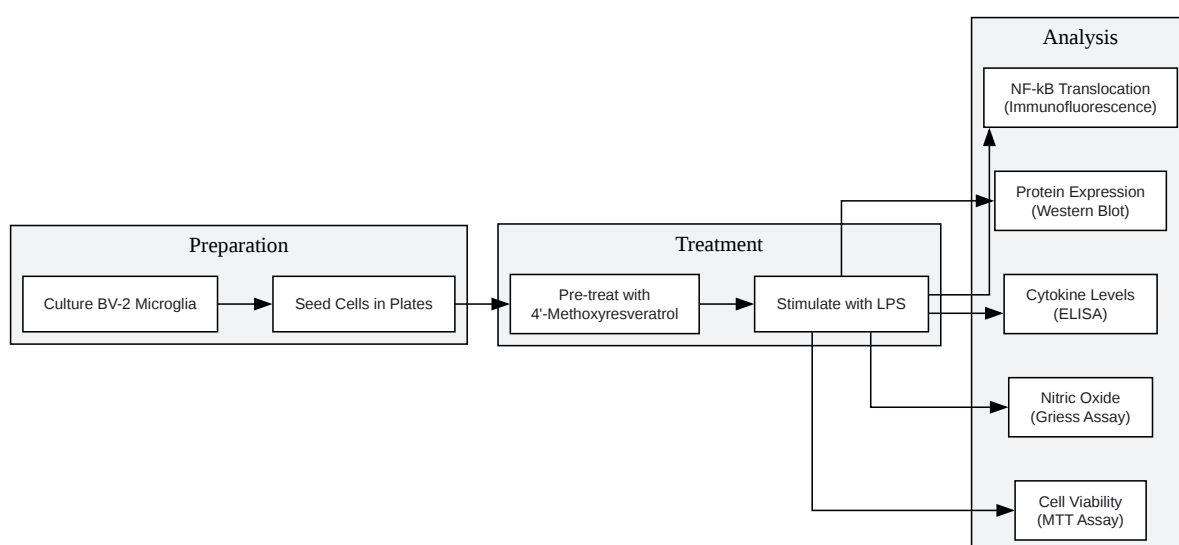 Preparation
Culture BV-2 Microglia
Seed Cells in Plates
Treatment
Pre-treat with
4'-Methoxyresveratrol
Stimulate with LPS
Analysis
NF-kB Translocation
(Immunofluorescence)
Protein Expression
(Western Blot)
Cytokine Levels
(ELISA)
Nitric Oxide
(Griess Assay)
Cell Viability
(MTT Assay)